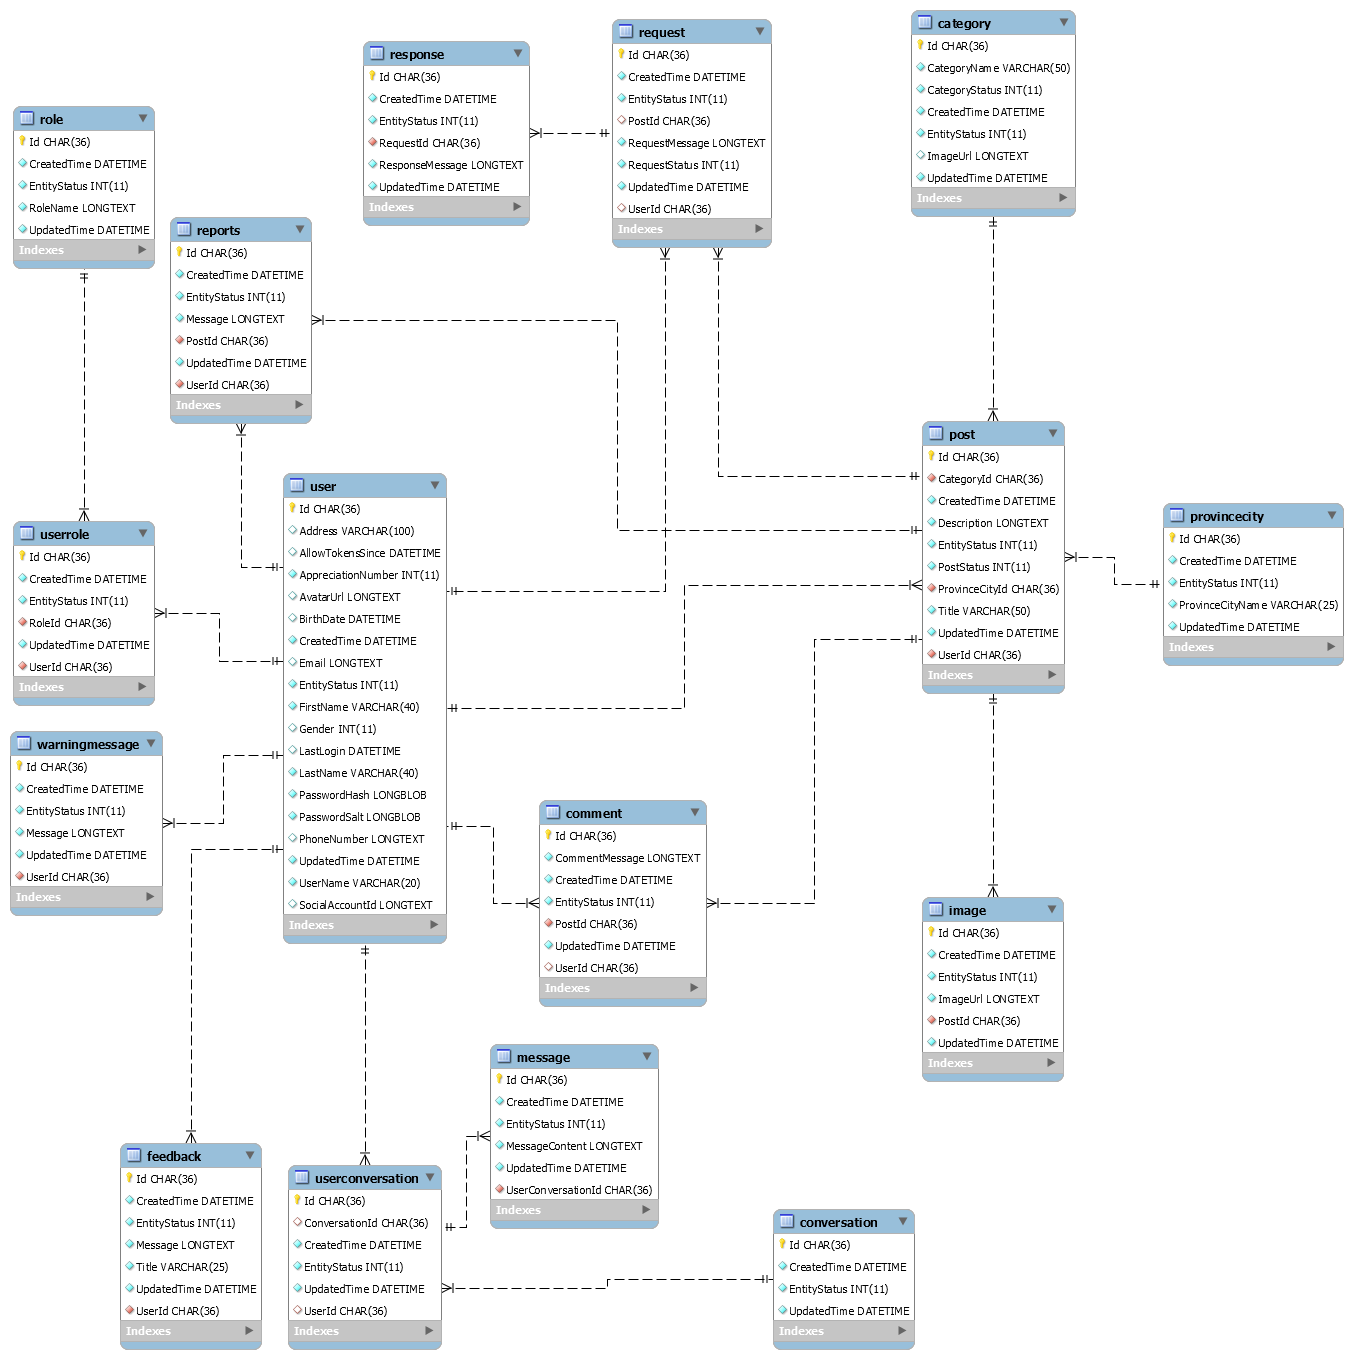 role
Id CHAR(36)
CreatedTime DATETIME
EntityStatus INT(11)
RoleName LONGTEXT
UpdatedTime DATETIME
Indexes
response
Id CHAR(36)
CreatedTime DATETIME
EntityStatus INT(11)
RequestId CHAR(36)
ResponseMessage LONGTEXT
UpdatedTime DATETIME
Indexes
request
Id CHAR(36)
CreatedTime DATETIME
EntityStatus INT(11)
PostId CHAR(36)
RequestMessage LONGTEXT
RequestStatus INT(11)
UpdatedTime DATETIME
UserId CHAR(36)
Indexes
category
Id CHAR(36)
CategoryName VARCHAR(50)
CategoryStatus INT(11)
CreatedTime DATETIME
EntityStatus INT(11)
ImageUrl LONGTEXT
UpdatedTime DATETIME
Indexes
reports
Id CHAR(36)
CreatedTime DATETIME
EntityStatus INT(11)
Message LONGTEXT
PostId CHAR(36)
UpdatedTime DATETIME
UserId CHAR(36)
Indexes
user
Id CHAR(36)
Address VARCHAR(100)
AllowTokensSince DATETIME
AppreciationNumber INT(11)
AvatarUrl LONGTEXT
BirthDate DATETIME
CreatedTime DATETIME
Email LONGTEXT
EntityStatus INT(11)
FirstName VARCHAR(40)
Gender INT(11)
LastLogin DATETIME
LastName VARCHAR(40)
PasswordHash LONGBLOB
PasswordSalt LONGBLOB
PhoneNumber LONGTEXT
UpdatedTime DATETIME
UserName VARCHAR(20)
SocialAccountId LONGTEXT
Indexes
post
Id CHAR(36)
CategoryId CHAR(36)
CreatedTime DATETIME
Description LONGTEXT
EntityStatus INT(11)
PostStatus INT(11)
ProvinceCityId CHAR(36)
Title VARCHAR(50)
UpdatedTime DATETIME
UserId CHAR(36)
Indexes
provincecity
Id CHAR(36)
CreatedTime DATETIME
EntityStatus INT(11)
ProvinceCityName VARCHAR(25)
UpdatedTime DATETIME
Indexes
userrole
Id CHAR(36)
CreatedTime DATETIME
EntityStatus INT(11)
RoleId CHAR(36)
UpdatedTime DATETIME
UserId CHAR(36)
Indexes
warningmessage
Id CHAR(36)
CreatedTime DATETIME
EntityStatus INT(11)
Message LONGTEXT
UpdatedTime DATETIME
UserId CHAR(36)
Indexes
comment
Id CHAR(36)
CommentMessage LONGTEXT
CreatedTime DATETIME
EntityStatus INT(11)
PostId CHAR(36)
UpdatedTime DATETIME
UserId CHAR(36)
Indexes
image
Id CHAR(36)
CreatedTime DATETIME
EntityStatus INT(11)
ImageUrl LONGTEXT
PostId CHAR(36)
UpdatedTime DATETIME
Indexes
message
Id CHAR(36)
CreatedTime DATETIME
EntityStatus INT(11)
MessageContent LONGTEXT
UpdatedTime DATETIME
UserConversationId CHAR(36)
Indexes
feedback
Id CHAR(36)
CreatedTime DATETIME
EntityStatus INT(11)
Message LONGTEXT
Title VARCHAR(25)
UpdatedTime DATETIME
UserId CHAR(36)
Indexes
userconversation
Id CHAR(36)
ConversationId CHAR(36)
CreatedTime DATETIME
EntityStatus INT(11)
UpdatedTime DATETIME
UserId CHAR(36)
Indexes
conversation
Id CHAR(36)
CreatedTime DATETIME
EntityStatus INT(11)
UpdatedTime DATETIME
Indexes